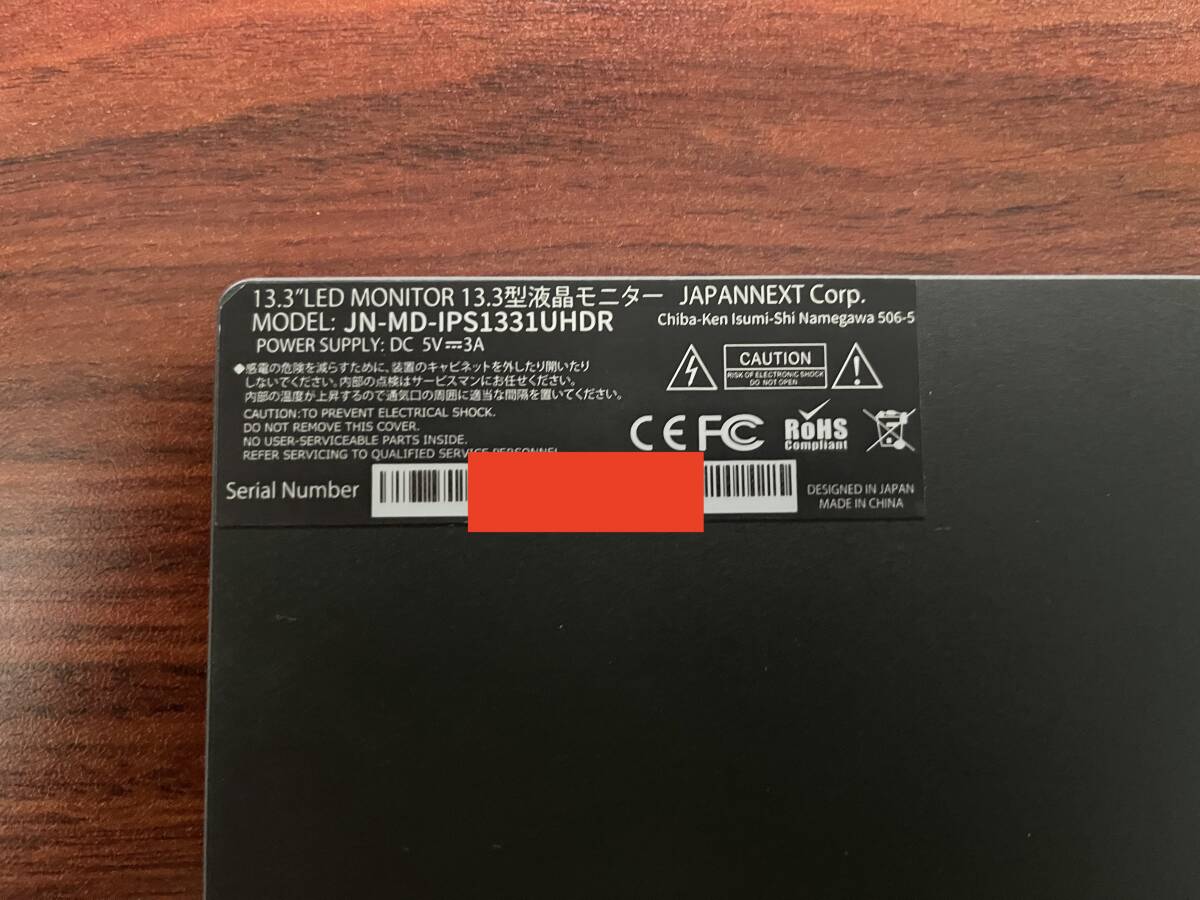 13.3”LED MONITOR 13.3型液晶モニター JAPANNEXT Corp.
MODEL: JN-MD-IPS1331UHDR
Chiba-Ken Isumi-Shi Namegawa 506-5
POWER SUPPLY: DC 5V⎓3A
◆感電の危険を減らすために、装置のキャビネットを外したり開いたり
しないでください。内部の点検はサービスマンにお任せください。
内部の温度が上昇するので通気口の周囲に適当な間隔を置いてください。
CAUTION
RISK OF ELECTRONIC SHOCK
DO NOT OPEN
CAUTION:TO PREVENT ELECTRICAL SHOCK.
DO NOT REMOVE THIS COVER.
NO USER-SERVICEABLE PARTS INSIDE.
REFER SERVICING TO QUALIFIED SERVICE PERSONNEL
CE FC RoHS
Compliant
Serial Number
DESIGNED IN JAPAN
MADE IN CHINA